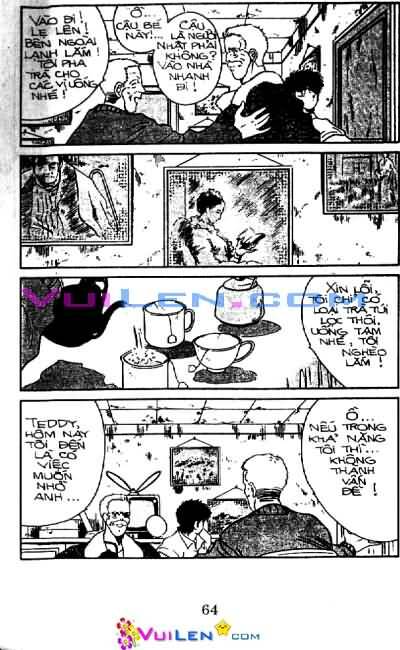 VÀO ĐI!
LẸ LÊN!
BÊN NGOÀI
LẠNH LẮM!
TÔI PHA
TRÀ CHO
CÁC VỊ UỐNG
NHÉ!
Ồ...
CẬU BÉ
NÀY!...
CẬU
LÀ NGƯỜI
NHẬT PHẢI
KHÔNG?
VÀO NHÀ
NHANH
ĐI!
XIN LỖI,
TÔI CHỈ CÓ
LOẠI TRÀ TÚI
LỌC THÔI,
UỐNG TẠM
NHÉ, TÔI
NGHÈO
LẮM!
VUILEN.COM
TEDDY,
HÔM NAY
TÔI ĐẾN
LÀ CÓ
VIỆC
MUỐN
NHỜ
ANH...
Ồ...
NẾU TRONG
KHẢ NĂNG
TÔI THÌ...
KHÔNG
THÀNH
VẤN
ĐỀ!
64
VUILEN.COM